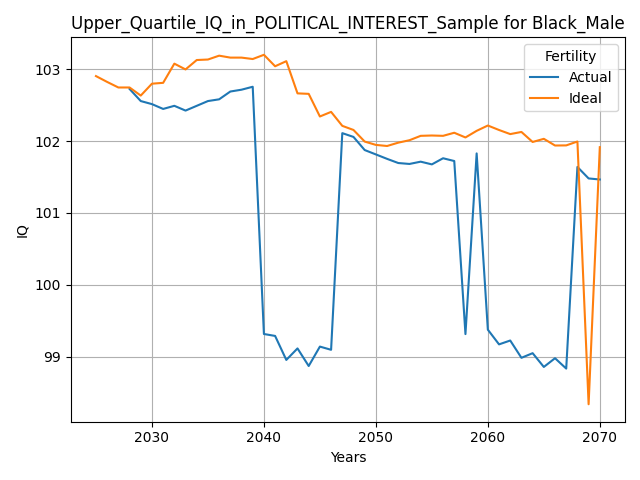 Upper_Quartile_IQ_in_POLITICAL_INTEREST_Sample for Black_Male
Fertility
Actual
Ideal
103
102
101
100
99
IQ
2030
2040
2050
2060
2070
Years